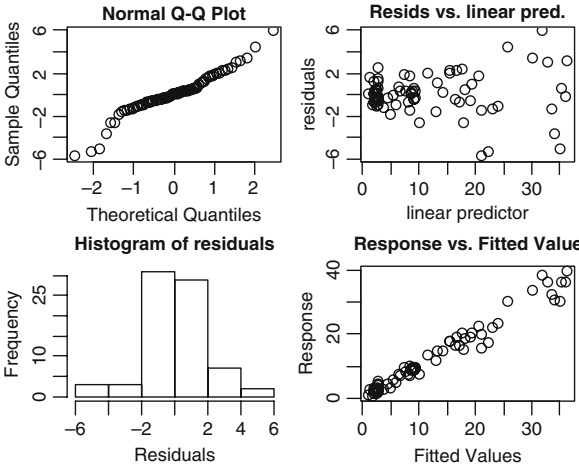 Normal Q-Q Plot
Sample Quantiles
6
2
−2
−6
−2 −1 0 1 2
Theoretical Quantiles
Resids vs. linear pred.
residuals
6
2
−2
−6
0 10 20 30
linear predictor
Histogram of residuals
Frequency
25
10
0
−6 −2 2 6
Residuals
Response vs. Fitted Value
Response
40
20
0
0 10 20 30
Fitted Values